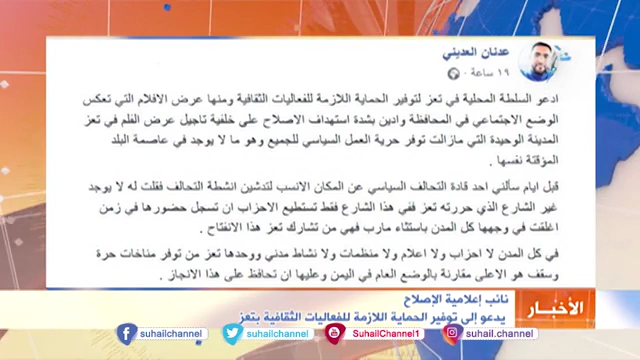 عدنان العديني
١٩ ساعة ·
ادعو السلطة المحلية في تعز لتوفير الحماية اللازمة للفعاليات الثقافية ومنها عرض الافلام التي تعكس
الوضع الاجتماعي في المحافظة وادين بشدة استهداف الاصلاح على خلفية تاجيل عرض الفلم في تعز
المدينة الوحيدة التي مازالت توفر حرية العمل السياسي للجميع وهو ما لا يوجد في عاصمة البلد
المؤقتة نفسها .
قبل ايام سألني احد قادة التحالف السياسي عن المكان الانسب لتدشين انشطة التحالف فقلت له لا يوجد
غير الشارع الذي حررته تعز ففي هذا الشارع فقط تستطيع الاحزاب ان تسجل حضورها في زمن
اغلقت في وجهها كل المدن باستثناء مارب فهي من تشارك تعز هذا الانفتاح .
في كل المدن لا احزاب ولا اعلام ولا منظمات ولا نشاط مدني ووحدها تعز من توفر مناخات حرة
وسقف هو الاعلى مقارنة بالوضع العام في اليمن وعليها ان تحافظ على هذا الانجاز .
الأخبار
نائب إعلامية الإصلاح
يدعو إلى توفير الحماية اللازمة للفعاليات الثقافية بتعز
suhailchannel suhailchannel SuhailChannel1 suhail.channel